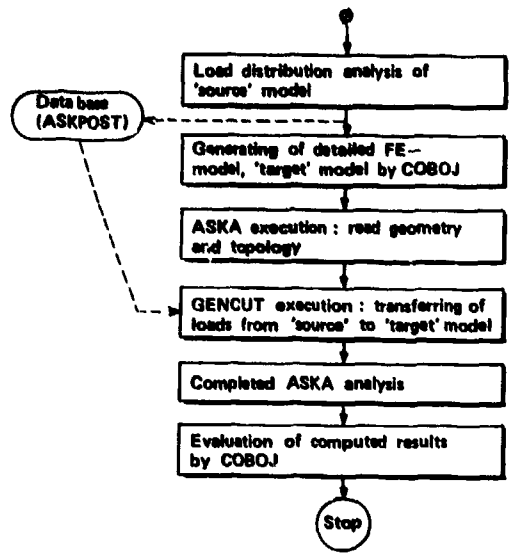 Load distribution analysis of
'source' model
Data base
(ASKPOST)
Generating of detailed FE-
model, 'target' model by COBOJ
ASKA execution : read geometry
and topology
GENCUT execution : transferring of
loads from 'source' to 'target' model
Completed ASKA analysis
Evaluation of computed results
by COBOJ
Stop